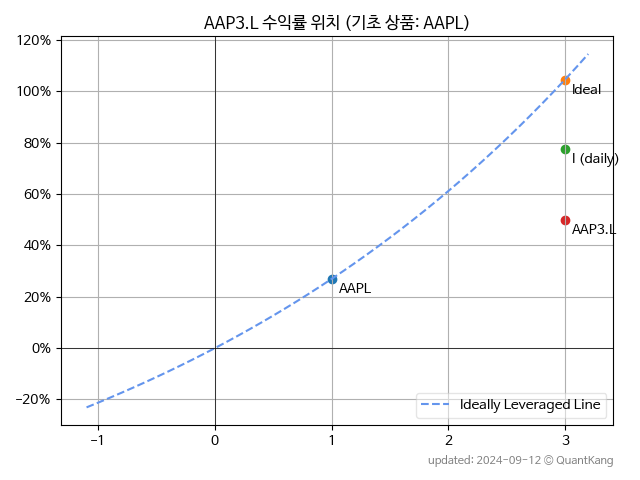 AAP3.L 수익률 위치 (기초 상품: AAPL)
120%
100%
80%
60%
40%
20%
0%
−20%
Ideal
I (daily)
AAP3.L
AAPL
Ideally Leveraged Line
−1
0
1
2
3
updated: 2024-09-12 © QuantKang